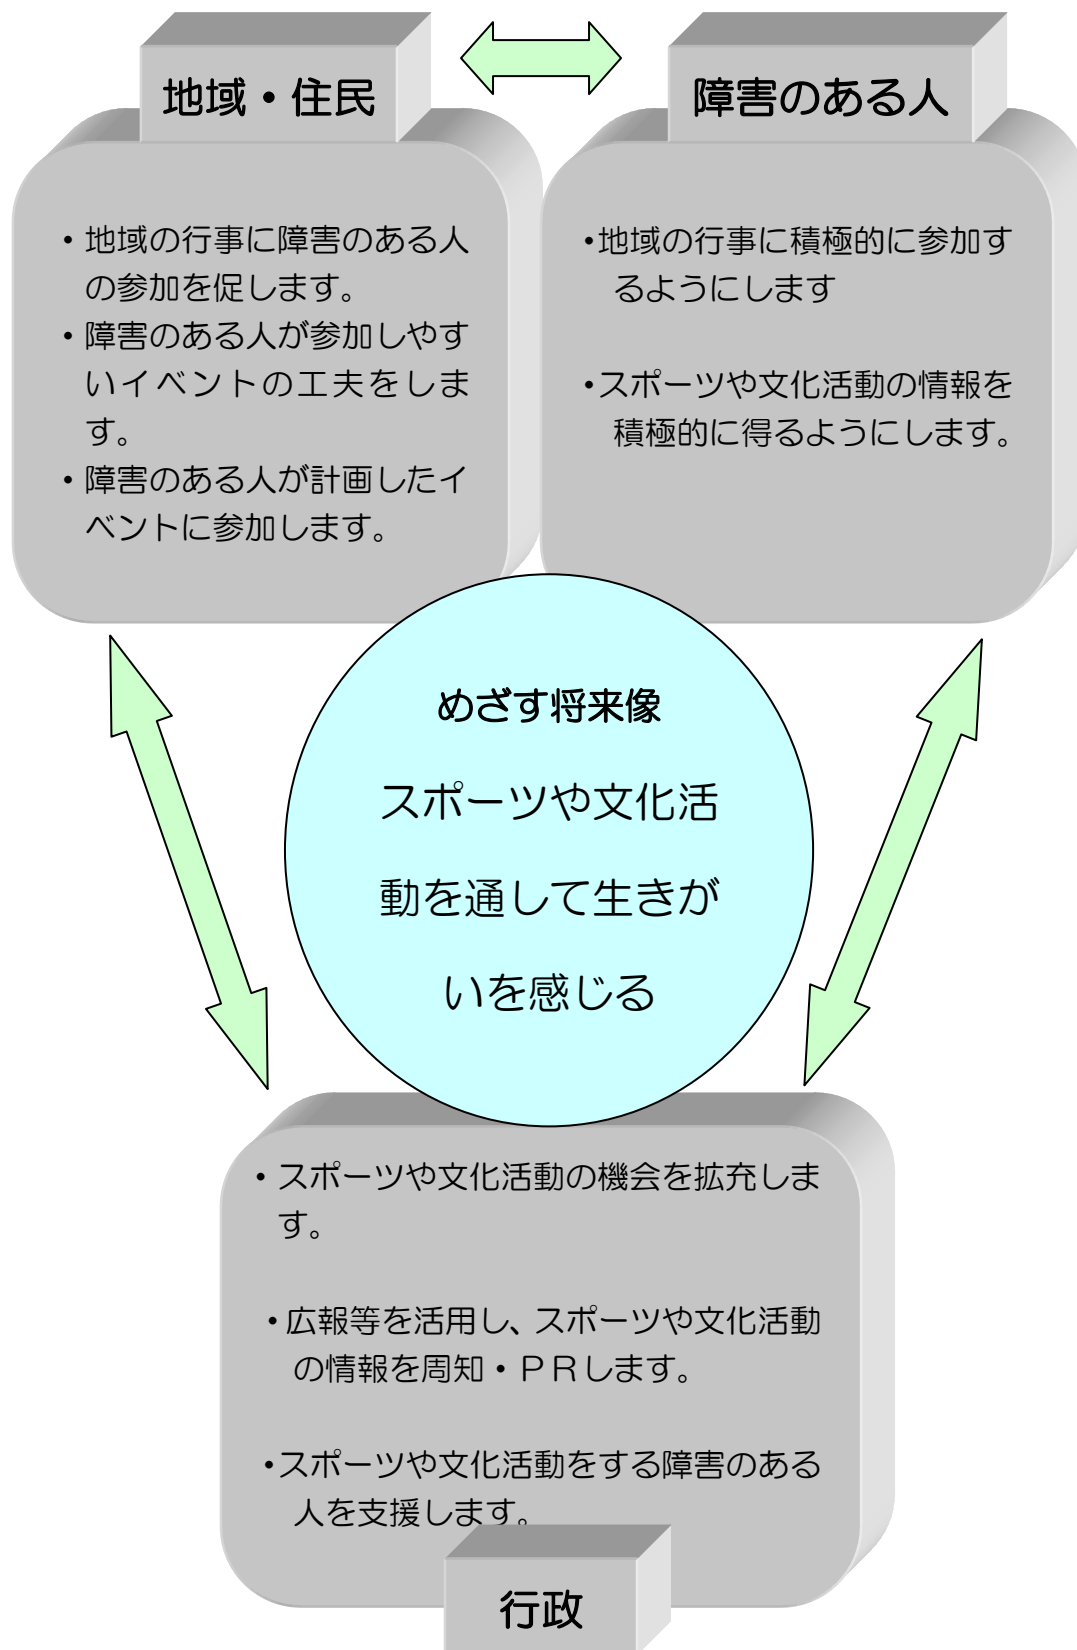 地域・住民
・地域の行事に障害のある人
の参加を促します。
・障害のある人が参加しやす
いイベントの工夫をしま
す。
・障害のある人が計画したイ
ベントに参加します。
障害のある人
・地域の行事に積極的に参加す
るようにします
・スポーツや文化活動の情報を
積極的に得るようにします。
めざす将来像
スポーツや文化活
動を通して生きが
いを感じる
・スポーツや文化活動の機会を拡充しま
す。
・広報等を活用し、スポーツや文化活動
の情報を周知・ＰＲします。
・スポーツや文化活動をする障害のある
人を支援します。
行政